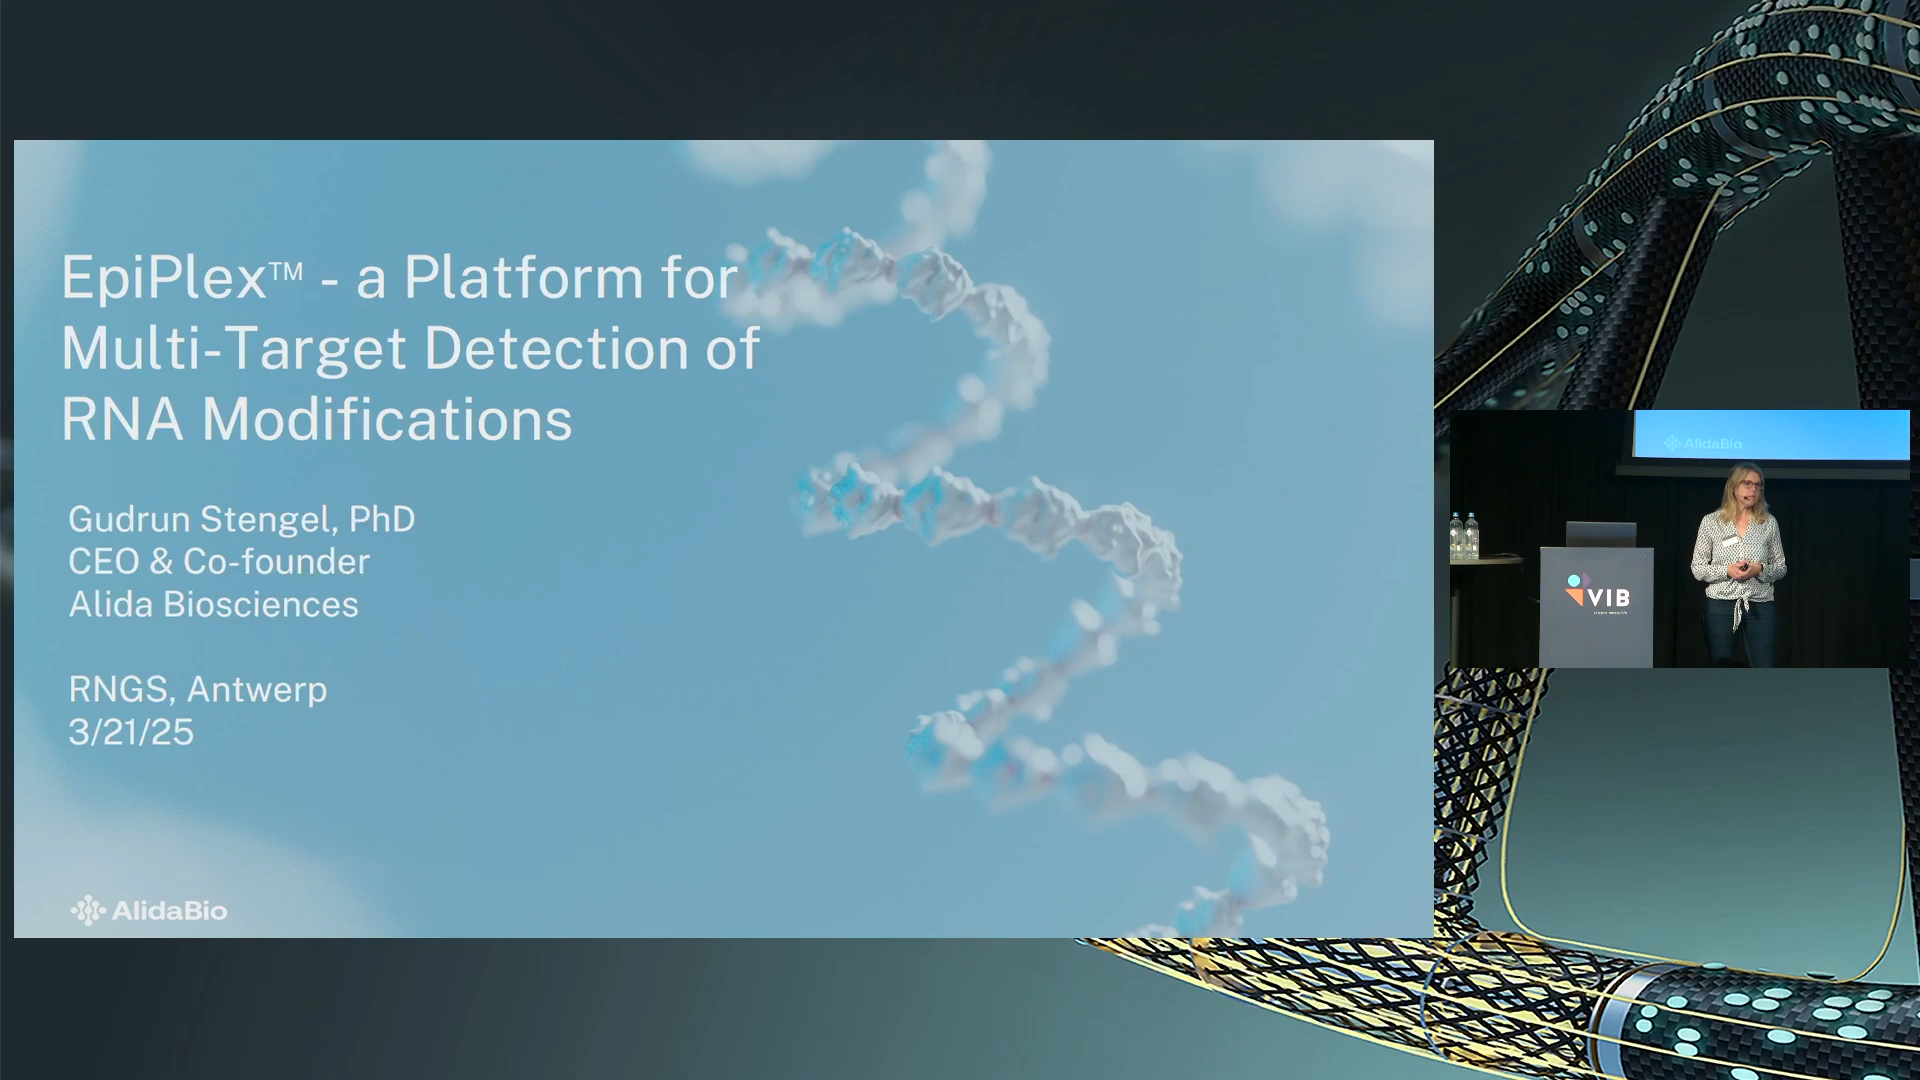 EpiPlex™ - a Platform for
Multi-Target Detection of
RNA Modifications
Gudrun Stengel, PhD
CEO & Co-founder
Alida Biosciences
RNGS, Antwerp
3/21/25
AlidaBio
AlidaBio
VIB